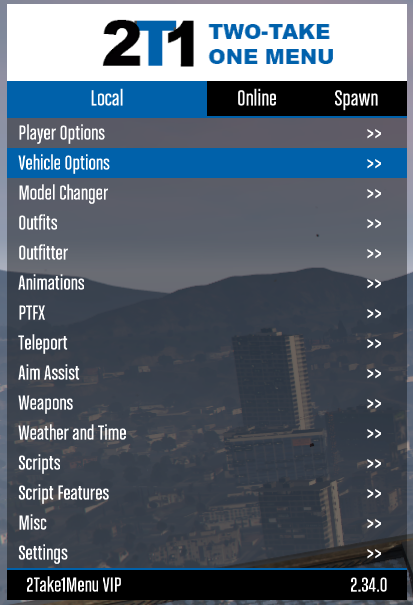 2T1 TWO-TAKE
ONE MENU
Local Online Spawn
Player Options >>
Vehicle Options >>
Model Changer >>
Outfits >>
Outfitter >>
Animations >>
PTFX >>
Teleport >>
Aim Assist >>
Weapons >>
Weather and Time >>
Scripts >>
Script Features >>
Misc >>
Settings >>
2Take1Menu VIP 2.34.0